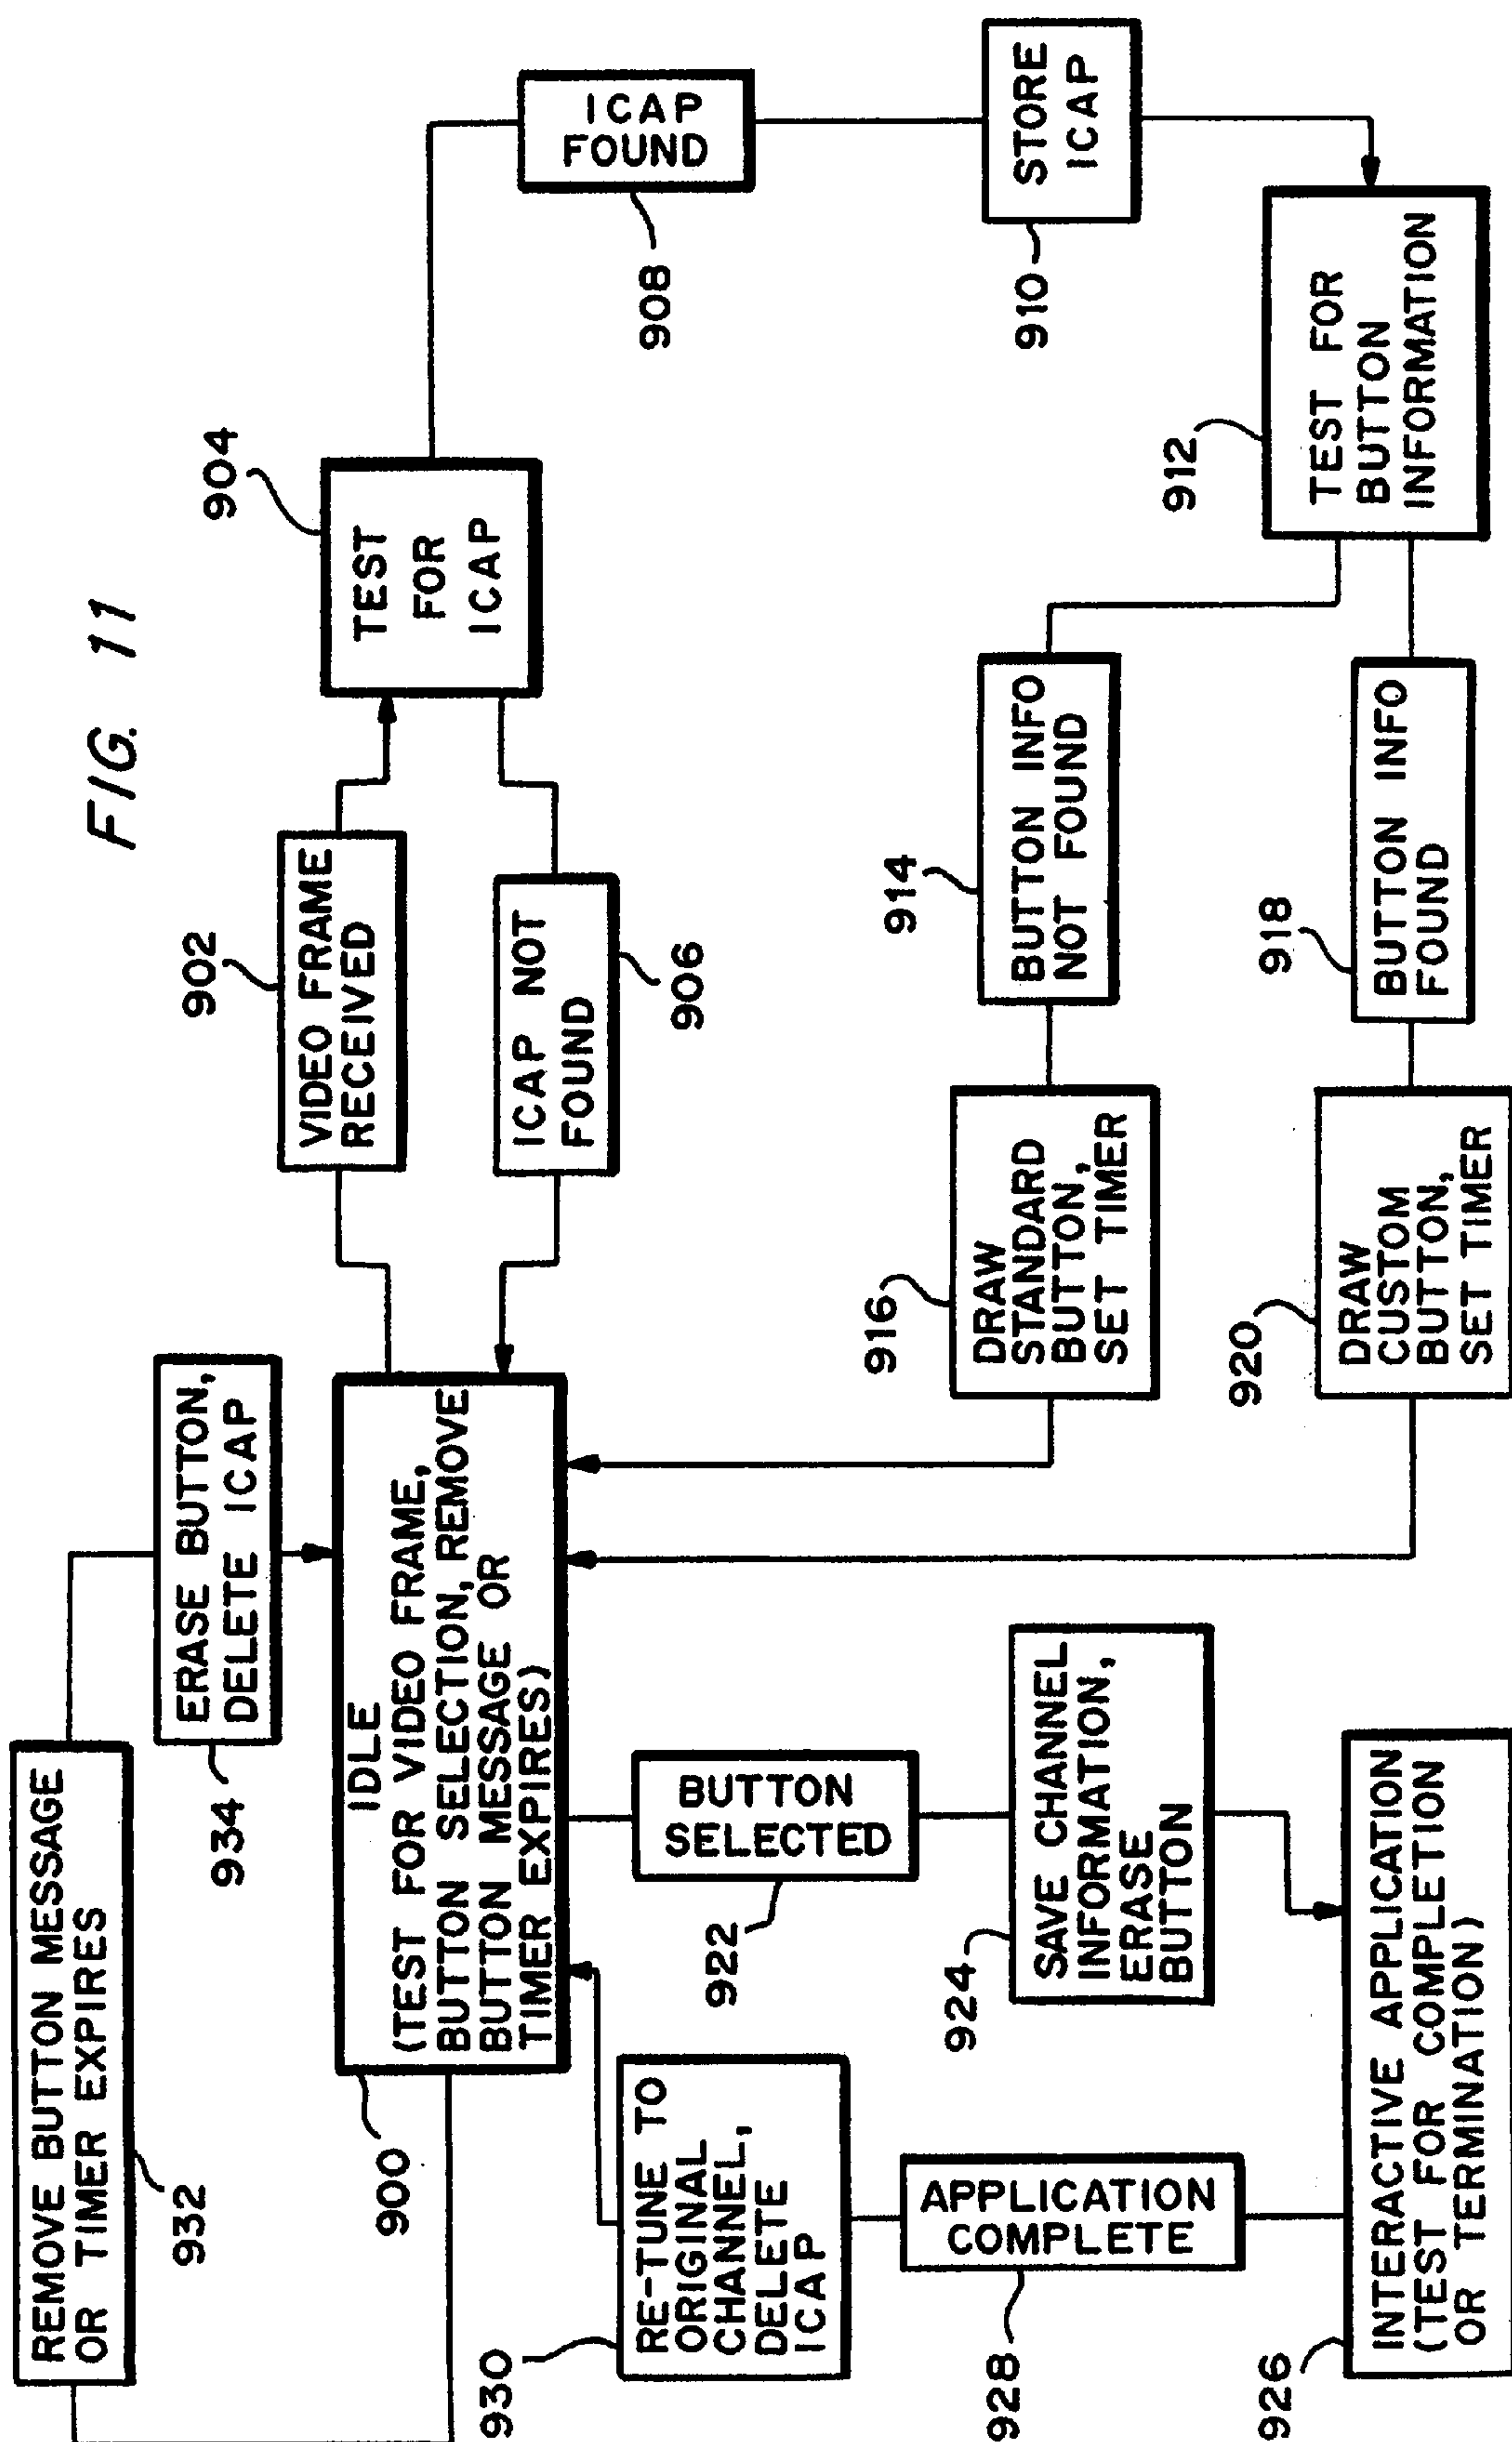 FIG. 11
REMOVE BUTTON MESSAGE
OR TIMER EXPIRES
932
ERASE BUTTON,
DELETE ICAP
934
IDLE
(TEST FOR VIDEO FRAME,
BUTTON SELECTION, REMOVE
BUTTON MESSAGE OR
TIMER EXPIRES)
900
902
VIDEO FRAME
RECEIVED
904
TEST
FOR
ICAP
ICAP NOT
FOUND
906
ICAP
FOUND
908
STORE
ICAP
910
912
TEST FOR
BUTTON
INFORMATION
914
BUTTON INFO
NOT FOUND
916
DRAW
STANDARD
BUTTON,
SET TIMER
918
BUTTON INFO
FOUND
920
DRAW
CUSTOM
BUTTON,
SET TIMER
BUTTON
SELECTED
922
SAVE CHANNEL
INFORMATION,
ERASE
BUTTON
924
INTERACTIVE APPLICATION
(TEST FOR COMPLETION
OR TERMINATION)
926
APPLICATION
COMPLETE
928
RE-TUNE TO
ORIGINAL
CHANNEL,
DELETE
ICAP
930